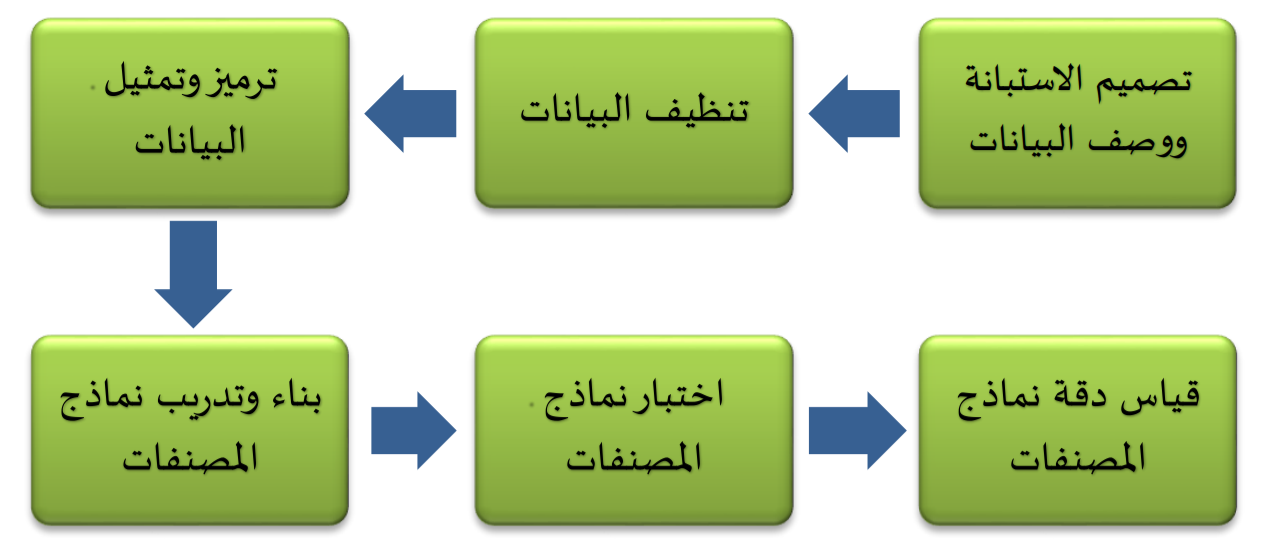 تصميم الاستبانة
ووصف البيانات
تنظيف البيانات
ترميز وتمثيل .
البيانات
بناء وتدريب نماذج
المصنفات
اختبار نماذج .
المصنفات
قياس دقة نماذج
المصنفات